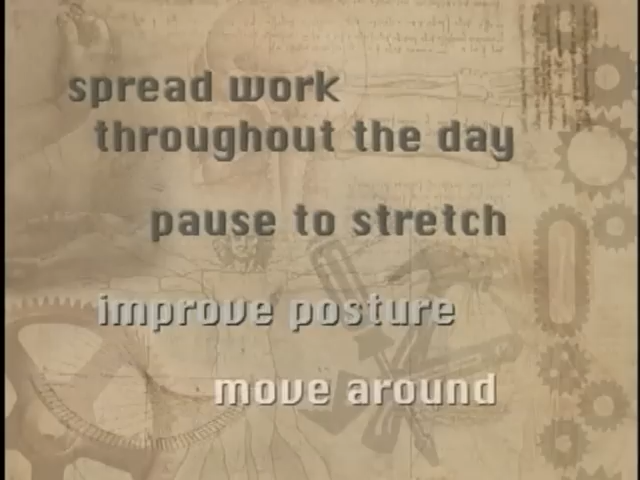 spread work
throughout the day
pause to stretch
improve posture
move around